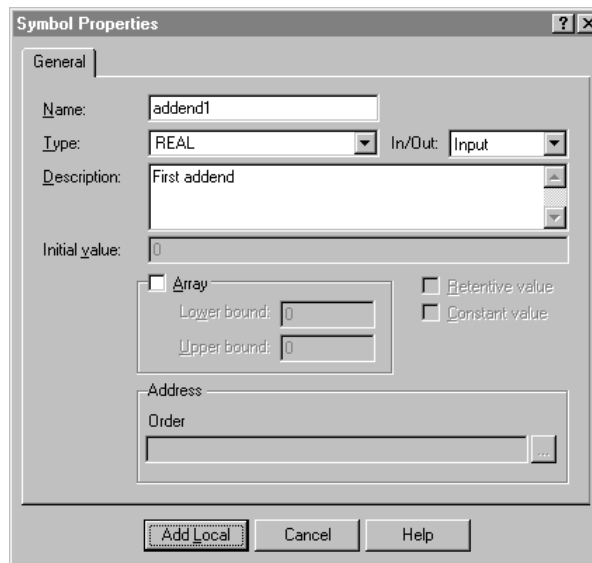 Symbol Properties
General
Name: addend1
Type: REAL In/Out: Input
Description: First addend
Initial value: 0
Array Retentive value
Lower bound: 0 Constant value
Upper bound: 0
Address
Order
...
Add Local Cancel Help